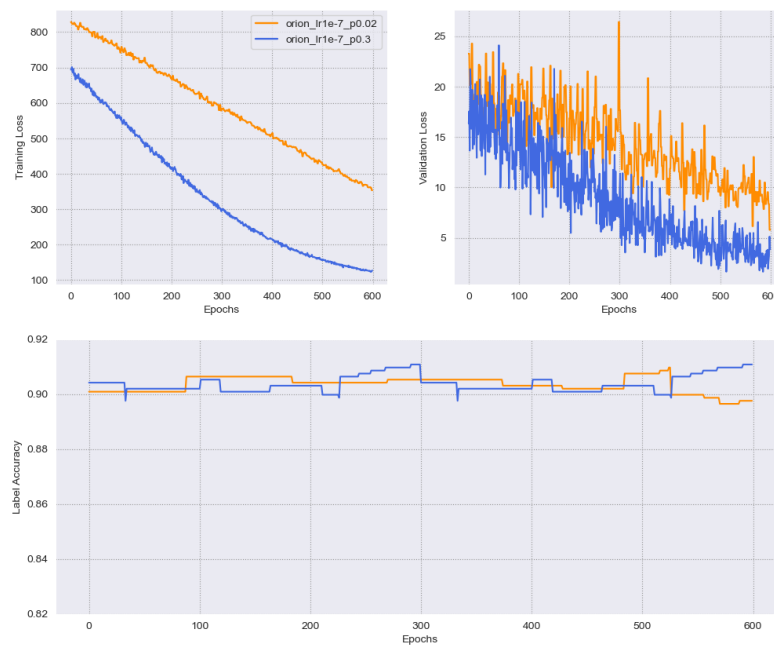 800
700
600
500
400
300
200
100
Training Loss
orion_lr1e-7_p0.02
orion_lr1e-7_p0.3
0 100 200 300 400 500 600
Epochs
25
20
15
10
5
Validation Loss
0 100 200 300 400 500 600
Epochs
0.92
0.90
0.88
0.86
0.84
0.82
Label Accuracy
0 100 200 300 400 500 600
Epochs